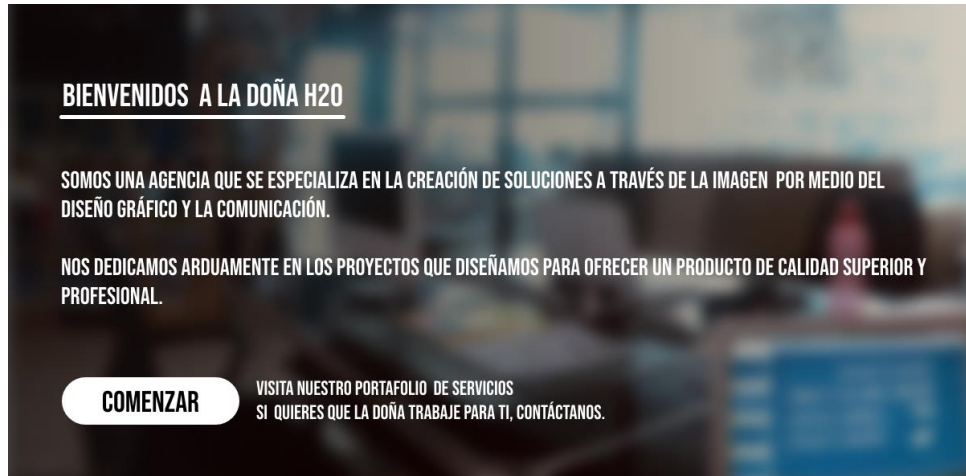 BIENVENIDOS A LA DOÑA H2O
SOMOS UNA AGENCIA QUE SE ESPECIALIZA EN LA CREACIÓN DE SOLUCIONES A TRAVÉS DE LA IMAGEN POR MEDIO DEL
DISEÑO GRÁFICO Y LA COMUNICACIÓN.
NOS DEDICAMOS ARDUAMENTE EN LOS PROYECTOS QUE DISEÑAMOS PARA OFRECER UN PRODUCTO DE CALIDAD SUPERIOR Y
PROFESIONAL.
COMENZAR
VISITA NUESTRO PORTAFOLIO DE SERVICIOS
SI QUIERES QUE LA DOÑA TRABAJE PARA TI, CONTÁCTANOS.